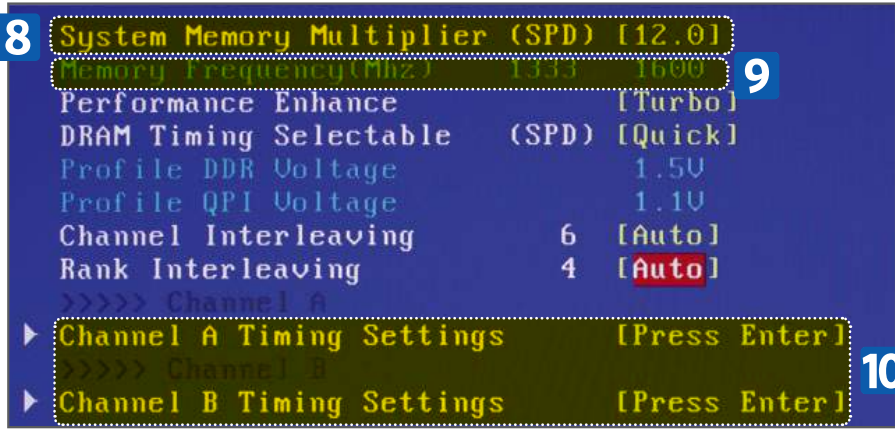 8 System Memory Multiplier (SPD) [12.0]
Memory Frequency(Mhz) 1333 1600 9
Performance Enhance [Turbo]
DRAM Timing Selectable (SPD) [Quick]
Profile DDR Voltage 1.5V
Profile QPI Voltage 1.1V
Channel Interleaving 6 [Auto]
Rank Interleaving 4 [Auto]
>>>>> Channel A
Channel A Timing Settings [Press Enter]
>>>>> Channel B
10
Channel B Timing Settings [Press Enter]